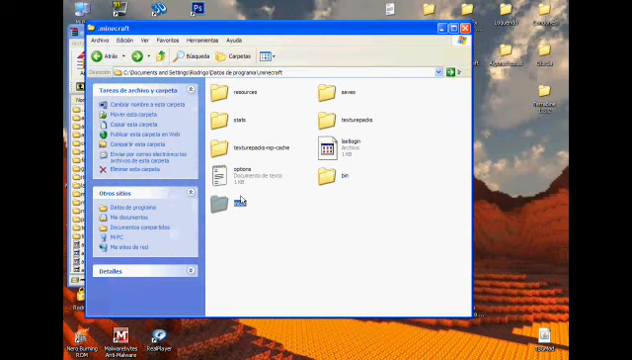 .minecraft
Archivo Edición Ver Favoritos Herramientas Ayuda
Atrás Búsqueda Carpetas
Dirección C:\Documents and Settings\Rodrigo\Datos de programa\.minecraft Ir
Tareas de archivo y carpeta
Cambiar nombre a esta carpeta
Mover esta carpeta
Copiar esta carpeta
Publicar esta carpeta en Web
Compartir esta carpeta
Enviar por correo electrónico los
archivos de esta carpeta
Eliminar esta carpeta
Otros sitios
Datos de programa
Mis documentos
Documentos compartidos
Mi PC
Mis sitios de red
Detalles
resources
saves
stats
texturepacks
texturepacks-mp-cache
lastlogin
Archivo
1 KB
options
Documento de texto
1 KB
bin
Nero Burning
ROM
Malwarebytes
Anti-Malware
RealPlayer